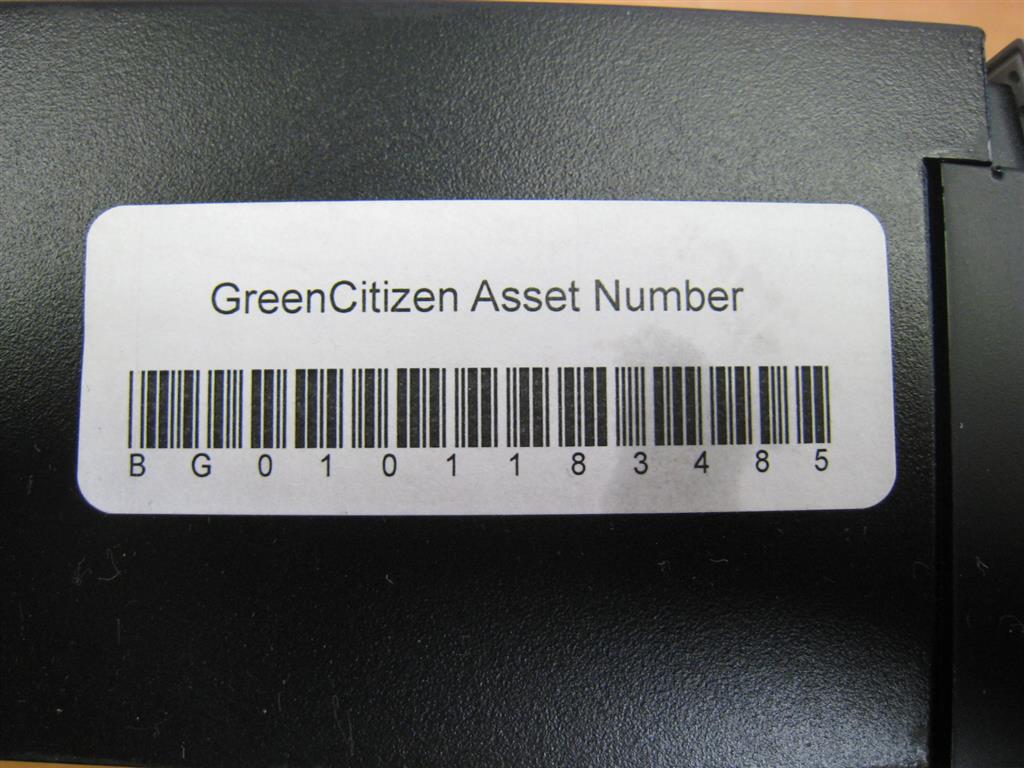 GreenCitizen Asset Number
B G 0 1 0 1 1 8 3 4 8 5